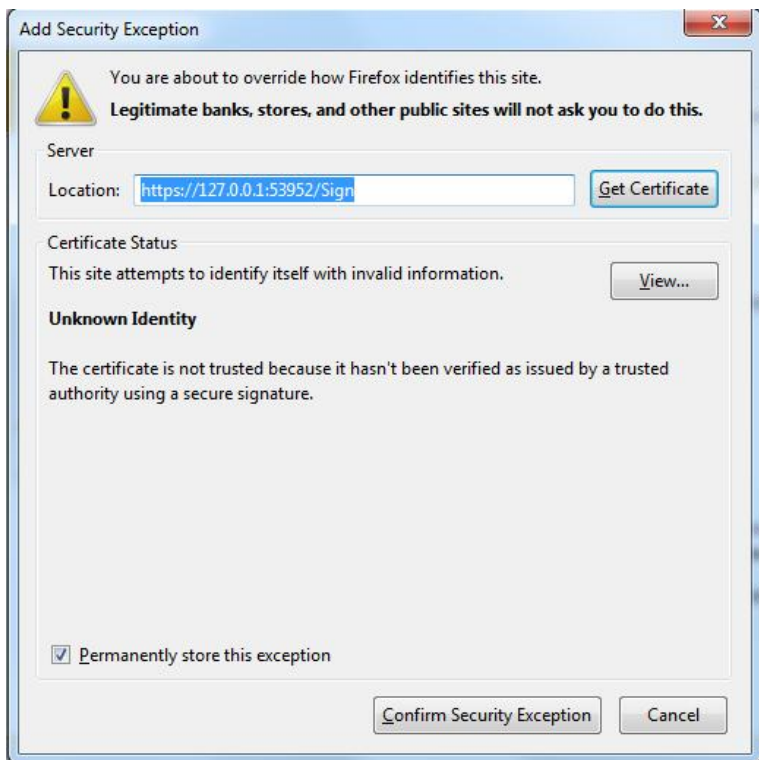 Add Security Exception
You are about to override how Firefox identifies this site.
Legitimate banks, stores, and other public sites will not ask you to do this.
Server
Location: https://127.0.0.1:53952/Sign Get Certificate
Certificate Status
This site attempts to identify itself with invalid information. View...
Unknown Identity
The certificate is not trusted because it hasn't been verified as issued by a trusted
authority using a secure signature.
Permanently store this exception
Confirm Security Exception Cancel